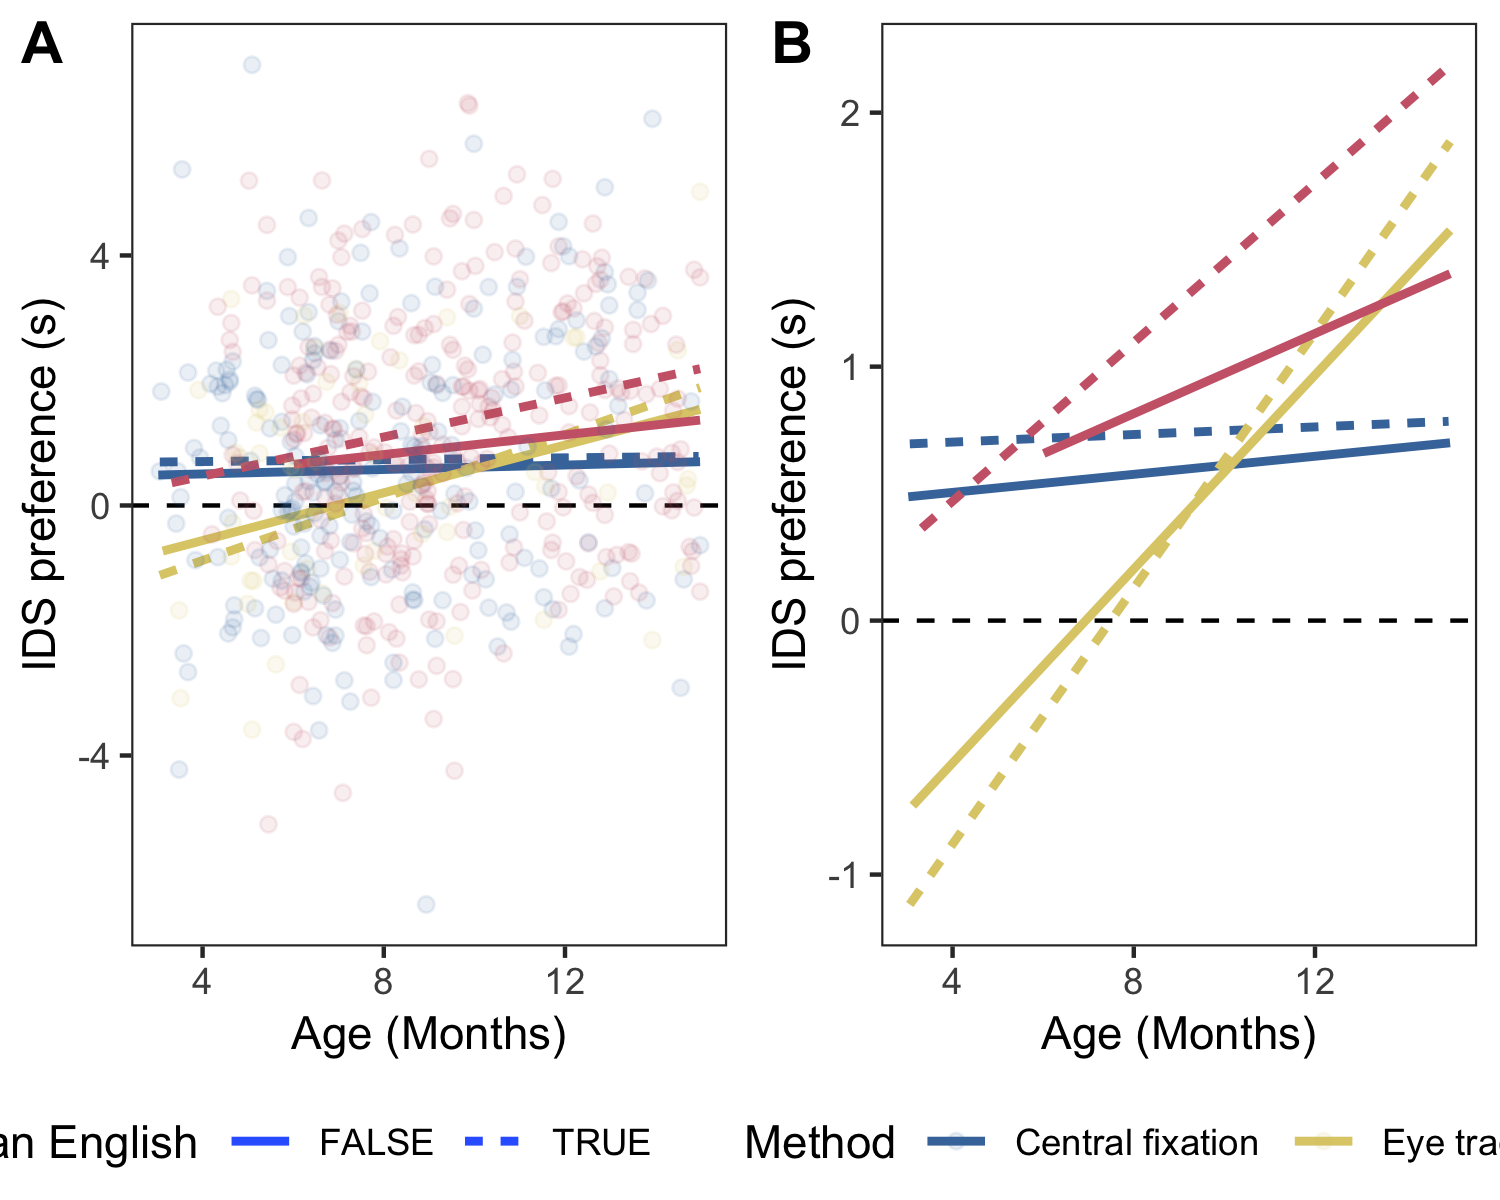 A
B
IDS preference (s)
4
0
-4
4
8
12
Age (Months)
IDS preference (s)
2
1
0
-1
4
8
12
Age (Months)
an English
FALSE
TRUE
Method
Central fixation
Eye tra